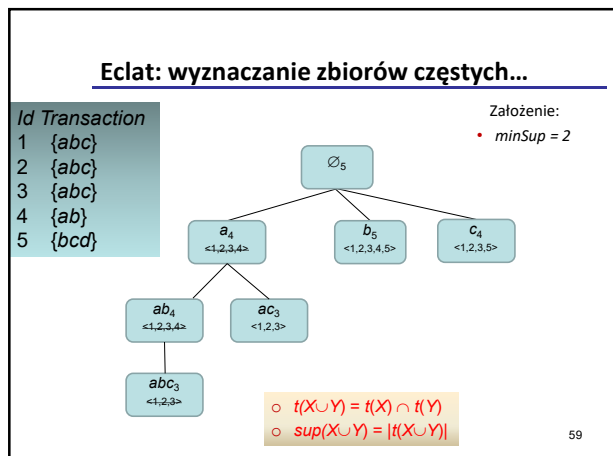 Eclat: wyznaczanie zbiorów częstych…
Id Transaction
1 {abc}
2 {abc}
3 {abc}
4 {ab}
5 {bcd}
Założenie:
• minSup = 2
∅5
a4
<1,2,3,4>
b5
<1,2,3,4,5>
c4
<1,2,3,5>
ab4
<1,2,3,4>
ac3
<1,2,3>
abc3
<1,2,3>
o t(X∪Y) = t(X) ∩ t(Y)
o sup(X∪Y) = |t(X∪Y)|
59